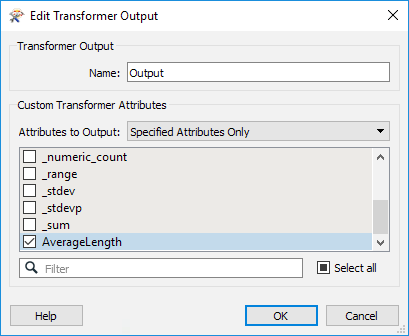 Edit Transformer Output
Transformer Output
Name: Output
Custom Transformer Attributes
Attributes to Output: Specified Attributes Only
_numeric_count
_range
_stdev
_stdevp
_sum
AverageLength
Filter
Select all
Help
OK
Cancel